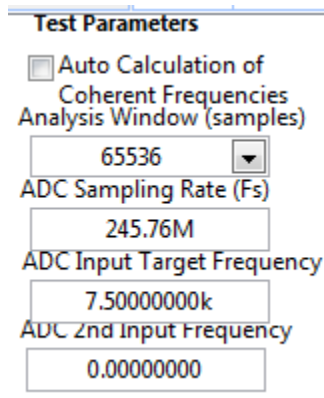 Test Parameters
Auto Calculation of
Coherent Frequencies
Analysis Window (samples)
65536
ADC Sampling Rate (Fs)
245.76M
ADC Input Target Frequency
7.50000000k
ADC 2nd Input Frequency
0.00000000